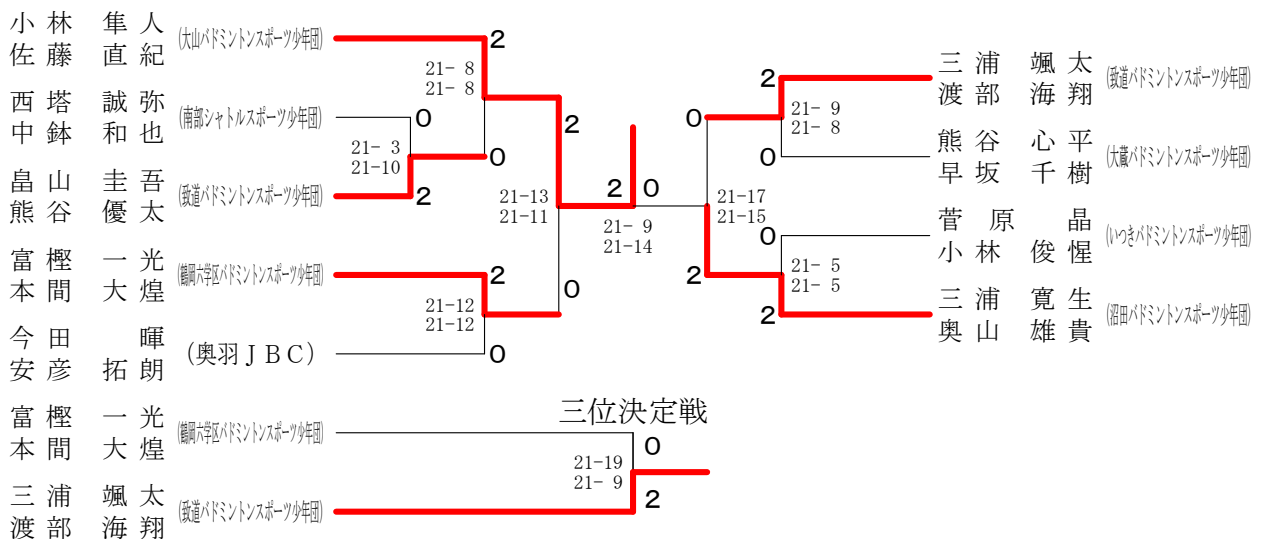 小林 隼人
佐藤 直紀
(大山バドミントンスポーツ少年団)
2
21- 8
21- 8
西塔 誠弥
中鉢 和也
(南部シャトルスポーツ少年団)
0
21- 3
21-10
0
畠山 圭吾
熊谷 優太
(致道バドミントンスポーツ少年団)
2
2
21-13
21-11
富樫 一光
本間 大煌
(鶴岡六学区バドミントンスポーツ少年団)
2
0
21-12
21-12
今田 暉
安彦 拓朗
(奥羽JBC)
0
2
0
21- 9
21-14
三浦 颯太
渡部 海翔
(致道バドミントンスポーツ少年団)
2
0
21- 9
21- 8
熊谷 心平
早坂 千樹
(大蔵バドミントンスポーツ少年団)
0
21-17
21-15
菅原 晶
小林 俊惺
(いつきバドミントンスポーツ少年団)
0
2
21- 5
21- 5
三浦 寛生
奥山 雄貴
(沼田バドミントンスポーツ少年団)
2
三位決定戦
富樫 一光
本間 大煌
(鶴岡六学区バドミントンスポーツ少年団)
0
21-19
21- 9
三浦 颯太
渡部 海翔
(致道バドミントンスポーツ少年団)
2